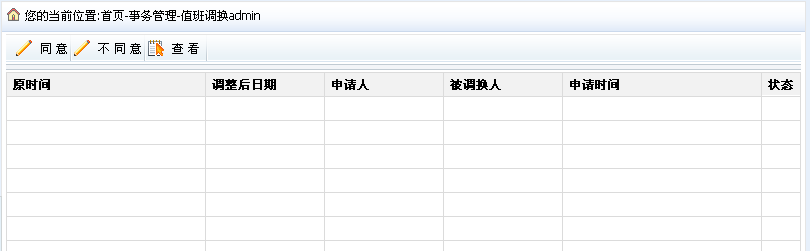 您的当前位置:首页-事务管理-值班调换admin
同意 不同意 查看
原时间 调整后日期 申请人 被调换人 申请时间 状态